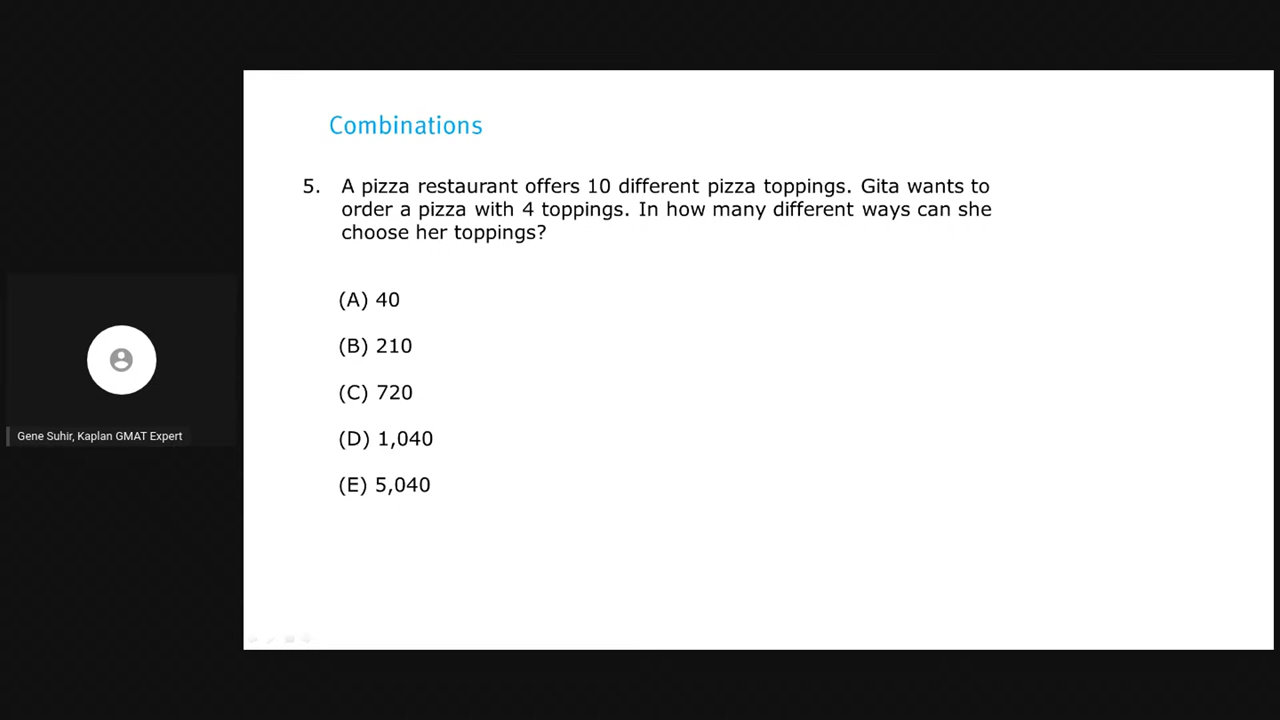 Combinations
5. A pizza restaurant offers 10 different pizza toppings. Gita wants to
order a pizza with 4 toppings. In how many different ways can she
choose her toppings?
(A) 40
(B) 210
(C) 720
(D) 1,040
(E) 5,040
Gene Suhir, Kaplan GMAT Expert